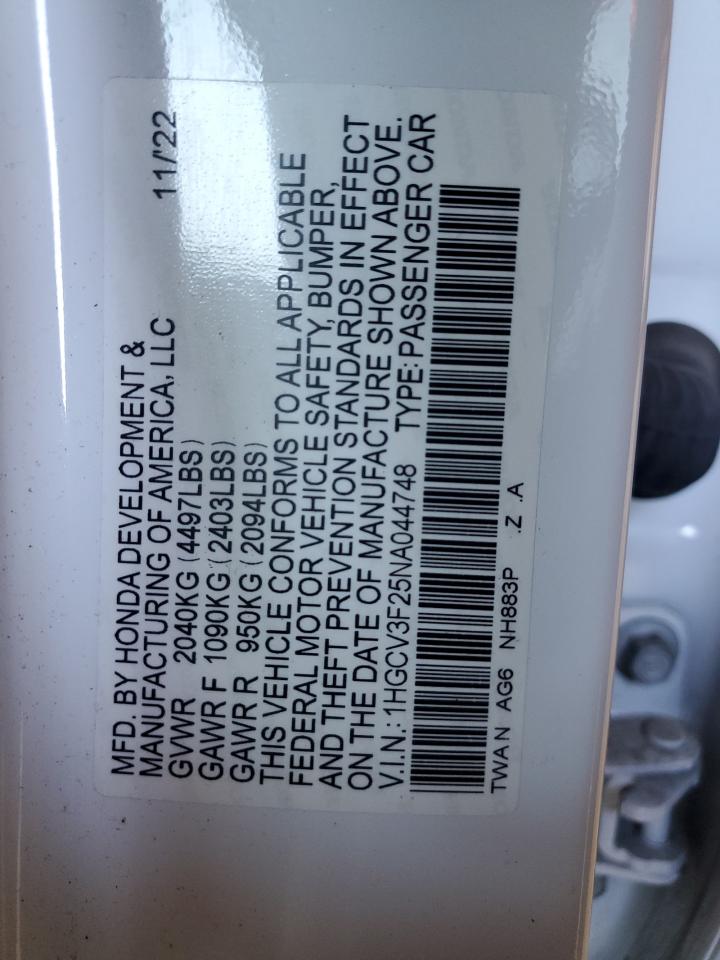 MFD. BY HONDA DEVELOPMENT &
MANUFACTURING OF AMERICA, LLC 11/'22
GVWR 2040KG (4497LBS)
GAWR F 1090KG (2403LBS)
GAWR R 950KG (2094LBS)
THIS VEHICLE CONFORMS TO ALL APPLICABLE
FEDERAL MOTOR VEHICLE SAFETY, BUMPER,
AND THEFT PREVENTION STANDARDS IN EFFECT
ON THE DATE OF MANUFACTURE SHOWN ABOVE.
V.I.N.: 1HGCV3F25NA044748 TYPE: PASSENGER CAR
TWAN AG6 NH883P .Z .A